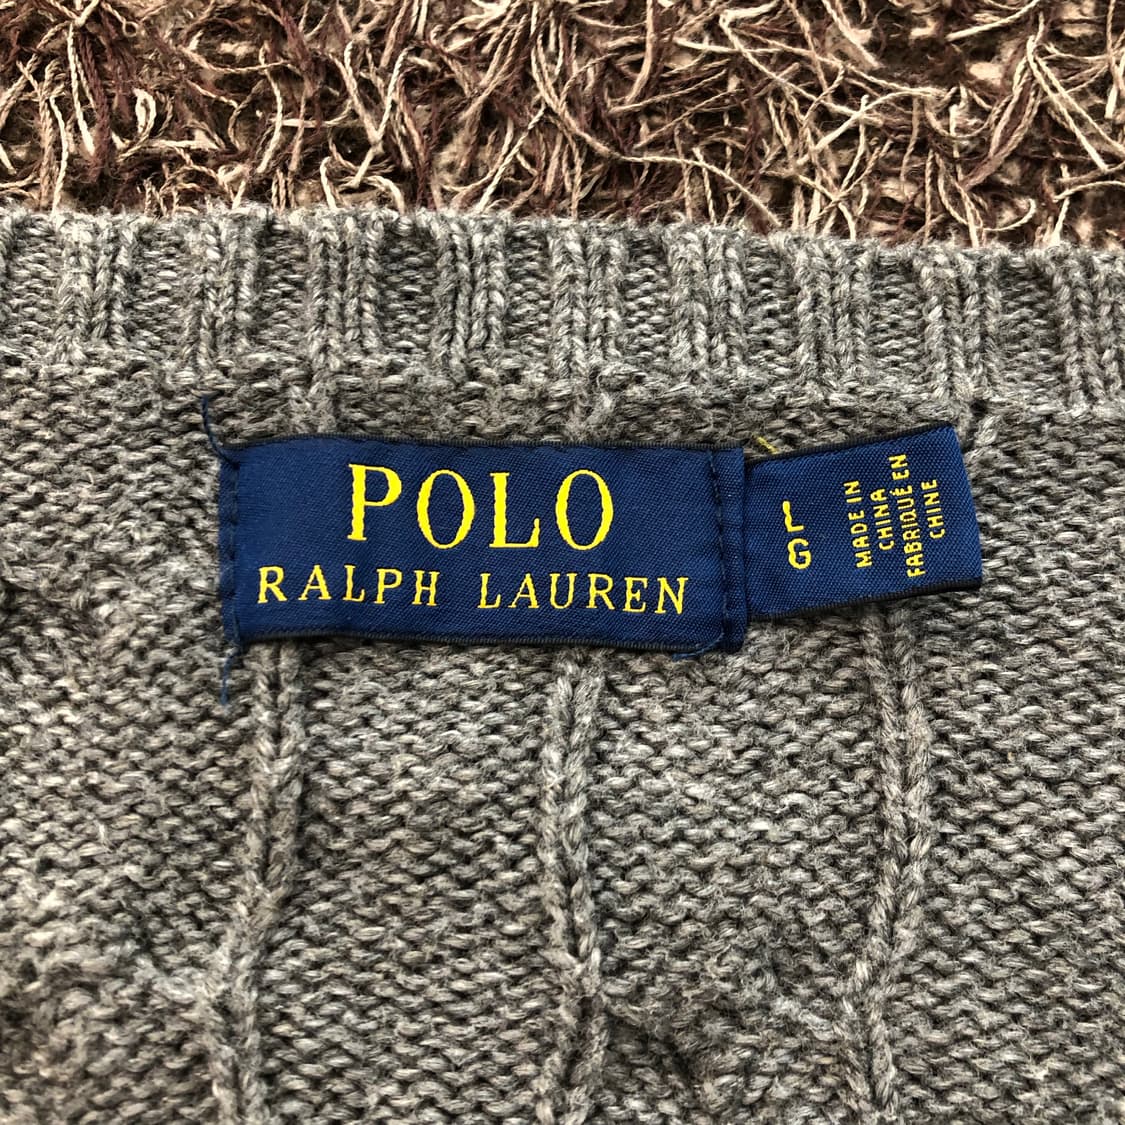 POLO
RALPH LAUREN
L
G
MADE IN
CHINA
FABRIQUÉ EN
CHINE